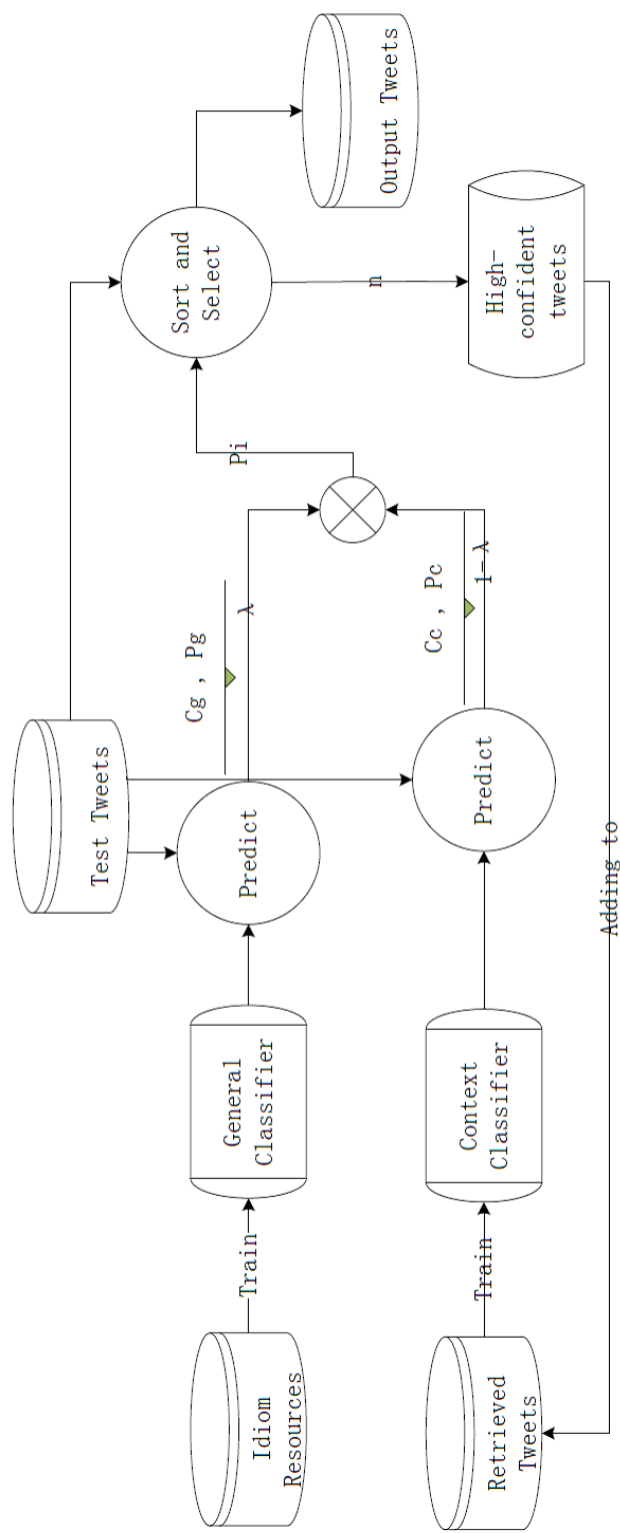 Idiom
Resources
Train
General
Classifier
Predict
Test Tweets
Cg , Pg
λ
Retrieved
Tweets
Train
Context
Classifier
Predict
Cc , Pc
1-λ
Pi
Sort and
Select
n
Output Tweets
High-
confident
tweets
Adding to